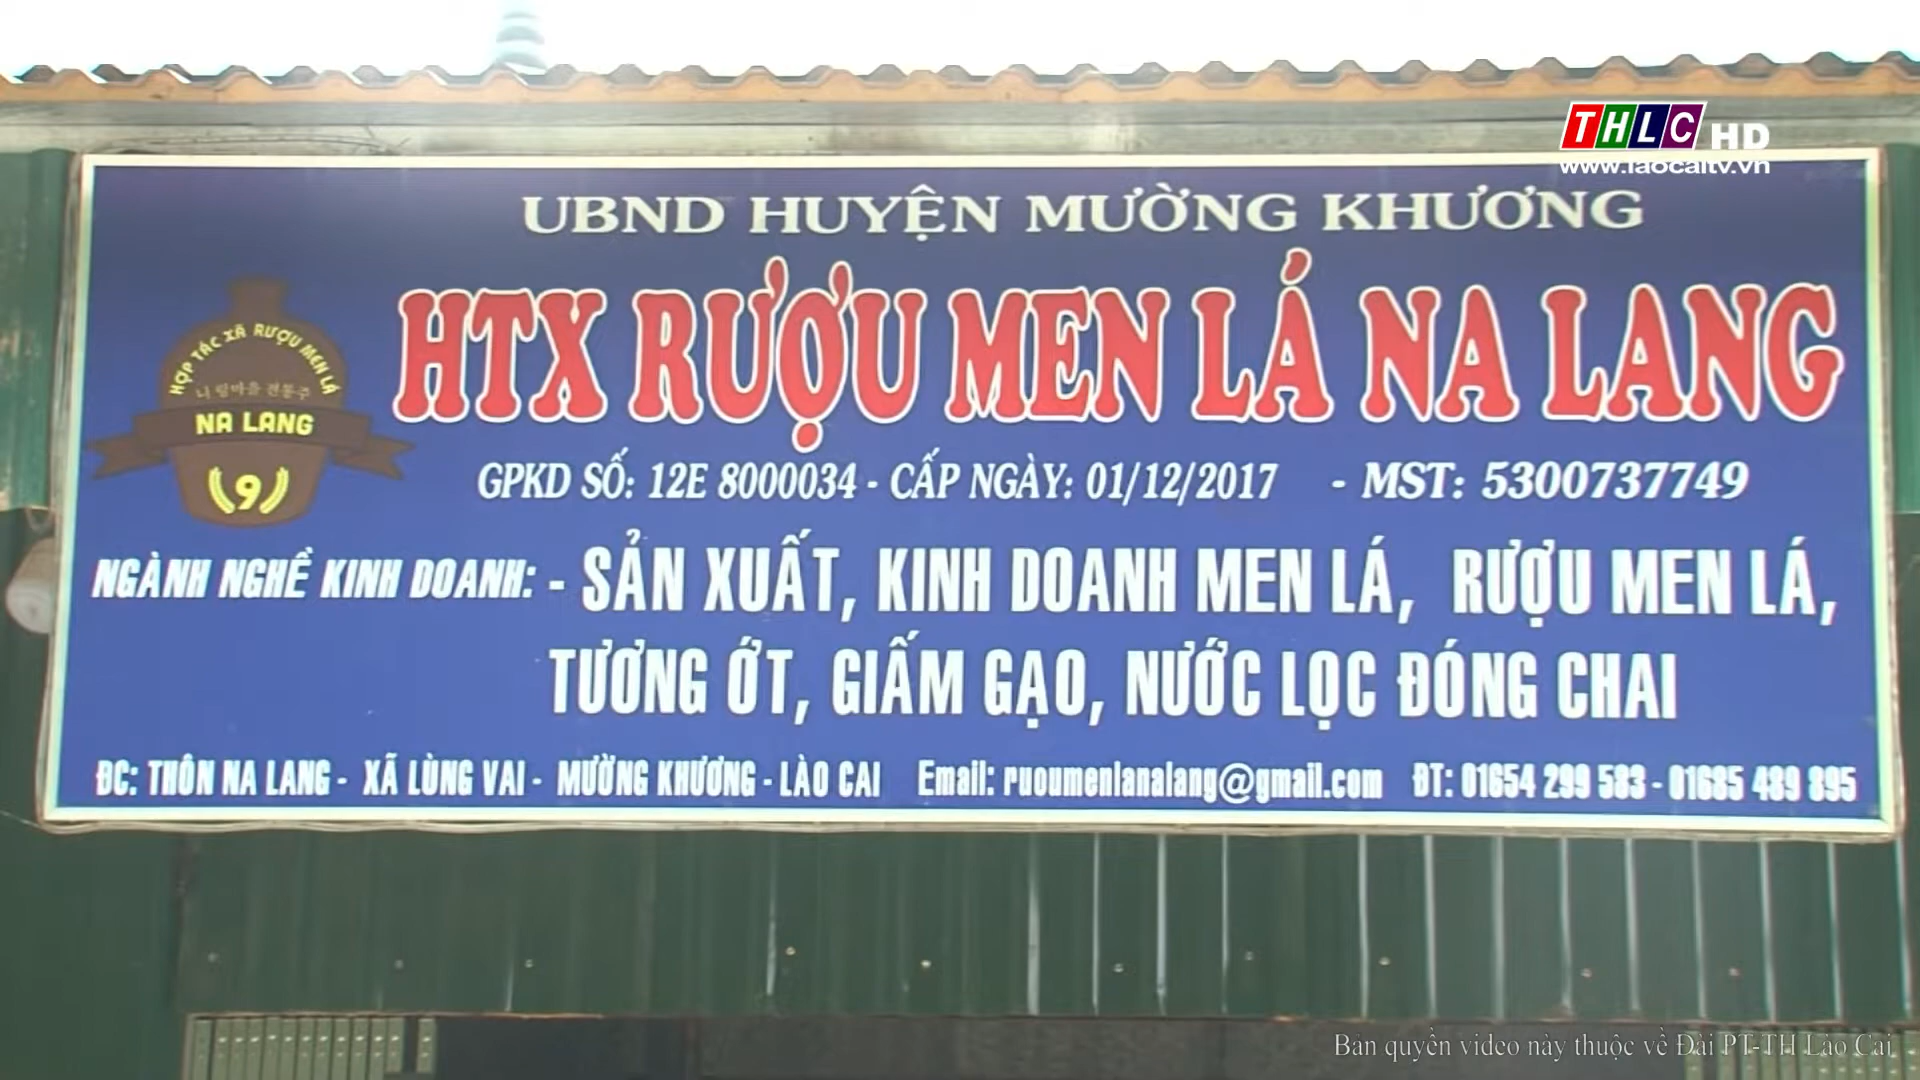 THLC HD
www.laocaitv.vn
UBND HUYỆN MƯỜNG KHƯƠNG
HTX RƯỢU MEN LÁ NA LANG
HỢP TÁC XÃ RƯỢU MEN LÁ
NA LANG
9
GPKD SỐ: 12E 8000034 - CẤP NGÀY: 01/12/2017 - MST: 5300737749
NGÀNH NGHỀ KINH DOANH: - SẢN XUẤT, KINH DOANH MEN LÁ, RƯỢU MEN LÁ,
TƯƠNG ỚT, GIẤM GẠO, NƯỚC LỌC ĐÓNG CHAI
ĐC: THÔN NA LANG - XÃ LÙNG VAI - MƯỜNG KHƯƠNG - LÀO CAI Email: ruoumenlanalang@gmail.com ĐT: 01654 299 583 - 01685 489 895
Bản quyền video này thuộc về Đài PT-TH Lào Cai